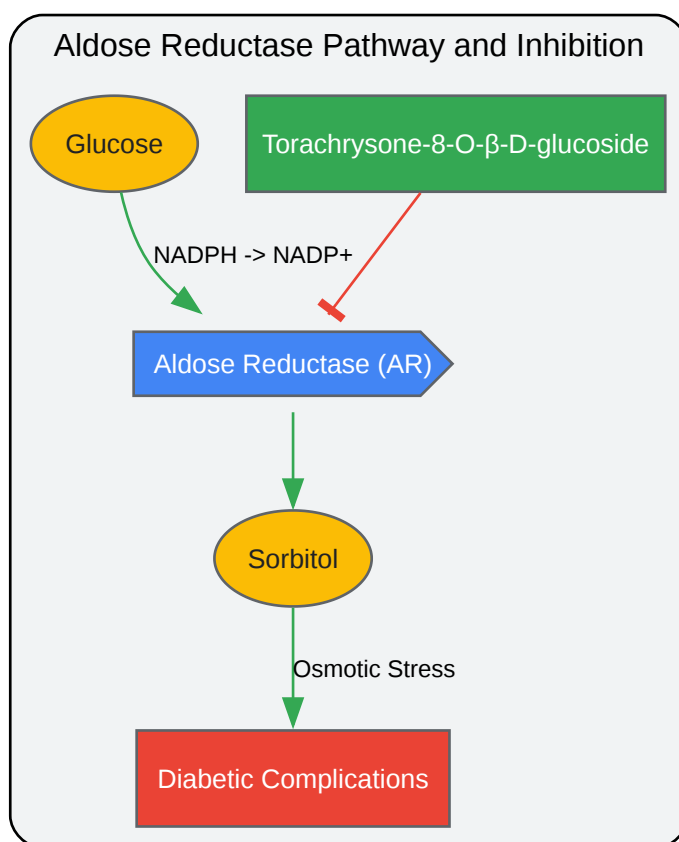 Aldose Reductase Pathway and Inhibition
Glucose
Torachrysone-8-O-β-D-glucoside
NADPH -> NADP+
Aldose Reductase (AR)
Sorbitol
Osmotic Stress
Diabetic Complications